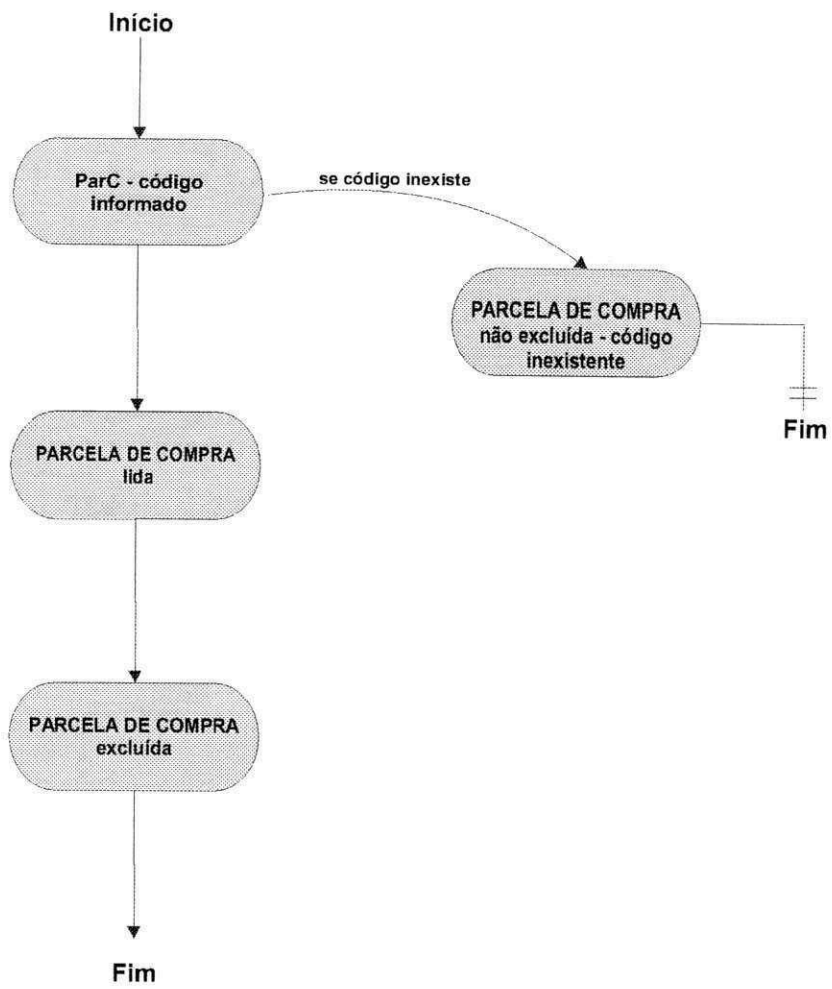 Início
ParC - código
informado
se código inexiste
PARCELA DE COMPRA
não excluída - código
inexistente
Fim
PARCELA DE COMPRA
lida
PARCELA DE COMPRA
excluída
Fim